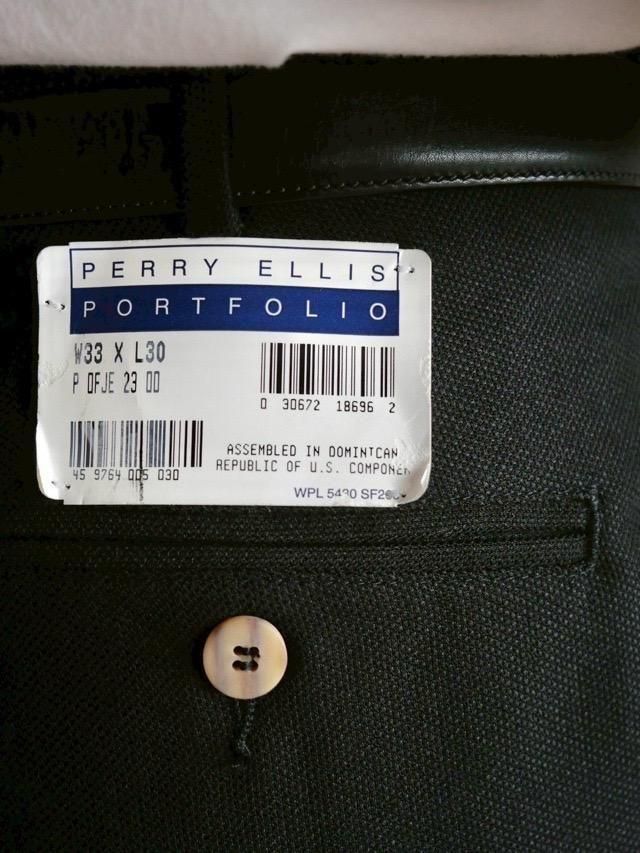 PERRY ELLIS
PORTFOLIO
W33 X L30
P OFJE 23 00
0 30672 18696 2
45 9764 005 030
ASSEMBLED IN DOMINICAN
REPUBLIC OF U.S.
WPL 5430